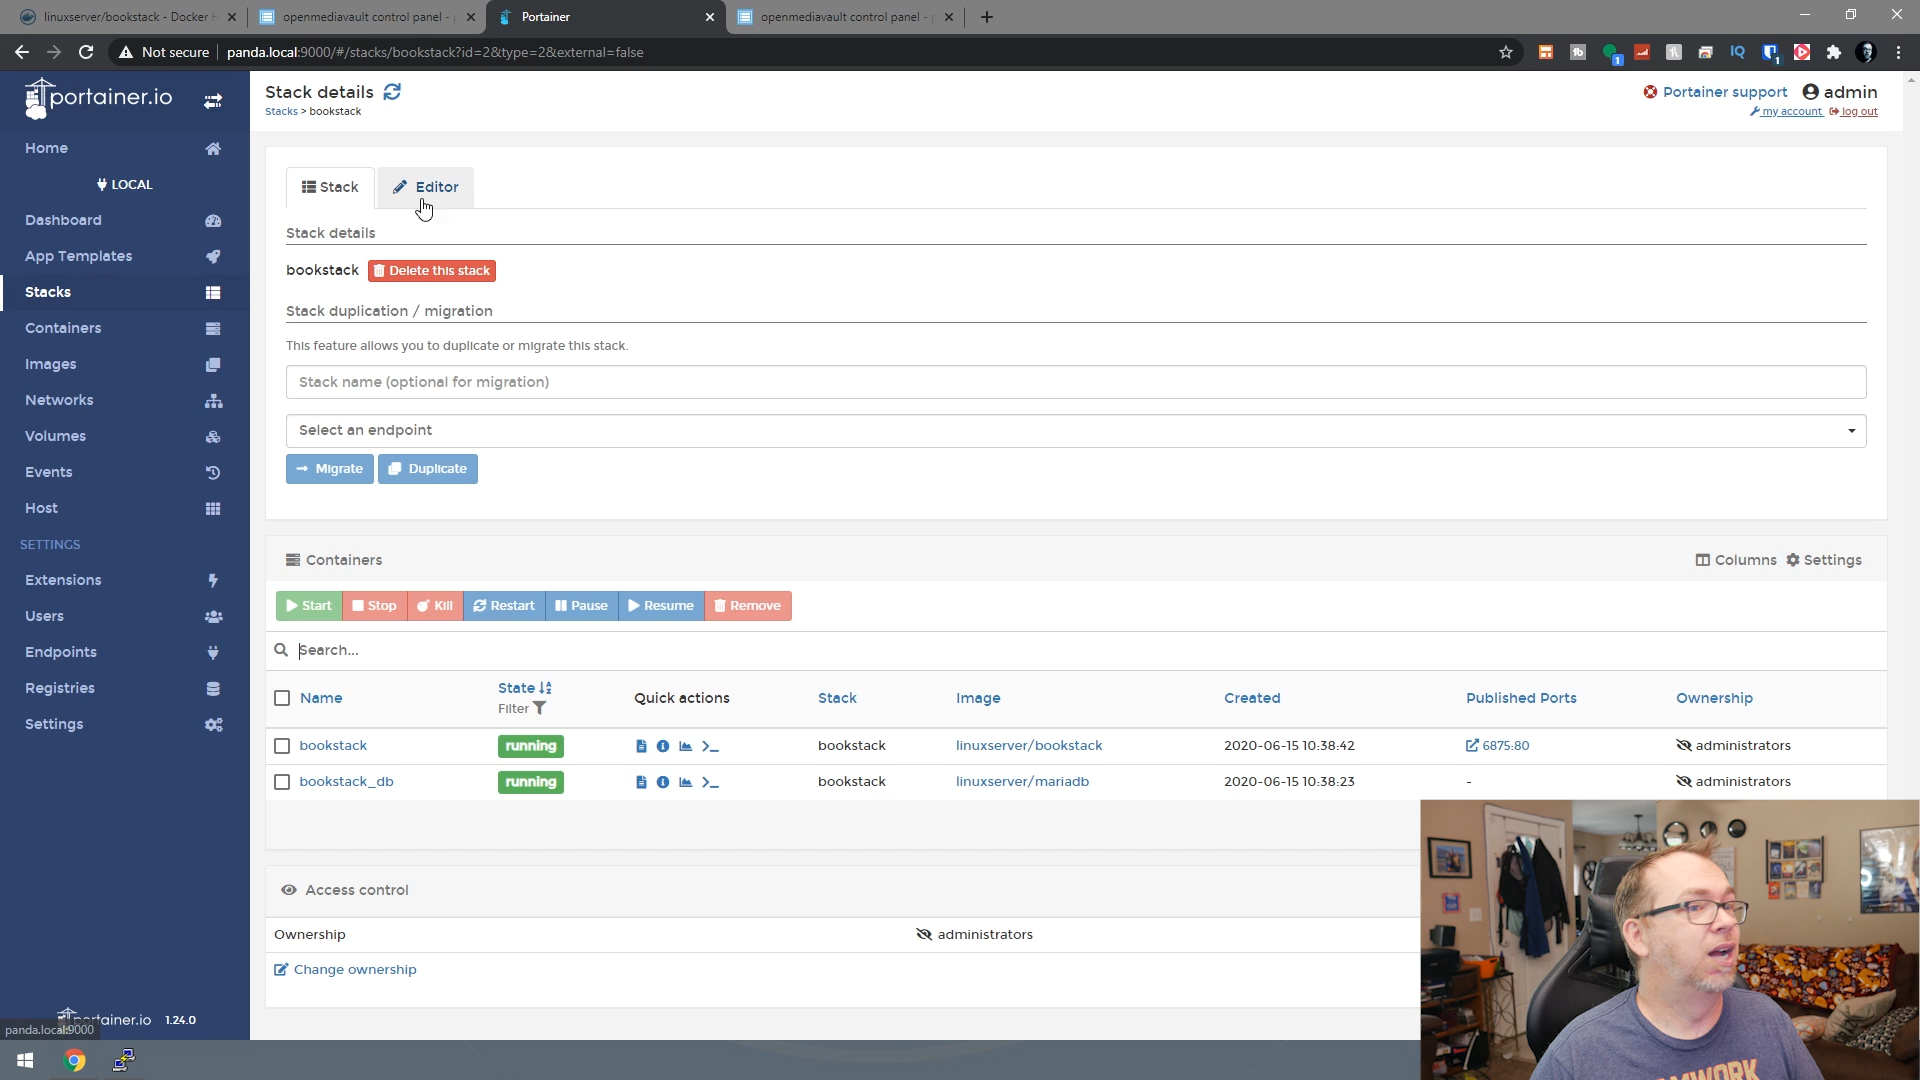 linuxserver/bookstack - Docker H
openmediavault control panel - p
Portainer
openmediavault control panel - p
Not secure
panda.local:9000/#/stacks/bookstack?id=2&type=2&external=false
portainer.io
Home
LOCAL
Dashboard
App Templates
Stacks
Containers
Images
Networks
Volumes
Events
Host
SETTINGS
Extensions
Users
Endpoints
Registries
Settings
portainer.io 1.24.0
panda.local:9000
Stack details
Stacks > bookstack
Portainer support
admin
my account
log out
Stack
Editor
Stack details
bookstack
Delete this stack
Stack duplication / migration
This feature allows you to duplicate or migrate this stack.
Stack name (optional for migration)
Select an endpoint
Migrate
Duplicate
Containers
Columns
Settings
Start
Stop
Kill
Restart
Pause
Resume
Remove
Search...
Name
State
Filter
Quick actions
Stack
Image
Created
Published Ports
Ownership
bookstack running bookstack linuxserver/bookstack 2020-06-15 10:38:42 6875:80 administrators
bookstack_db running bookstack linuxserver/mariadb 2020-06-15 10:38:23 - administrators
Access control
Ownership administrators
Change ownership